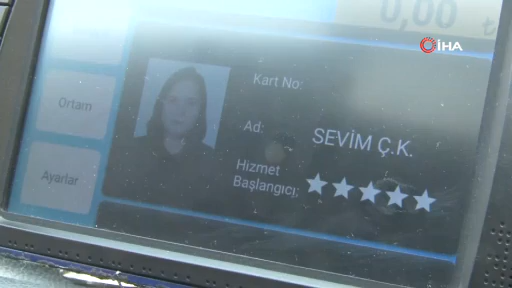 0,00 ₺
İHA
Kart No:
Ortam
Ad: SEVİM Ç.K.
Hizmet
Başlangıcı:
Ayarlar